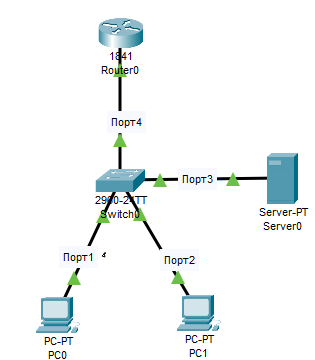 1841
Router0
Порт4
2960-24TT
Switch0
Порт3
Server-PT
Server0
Порт1
Порт2
PC-PT
PC0
PC-PT
PC1